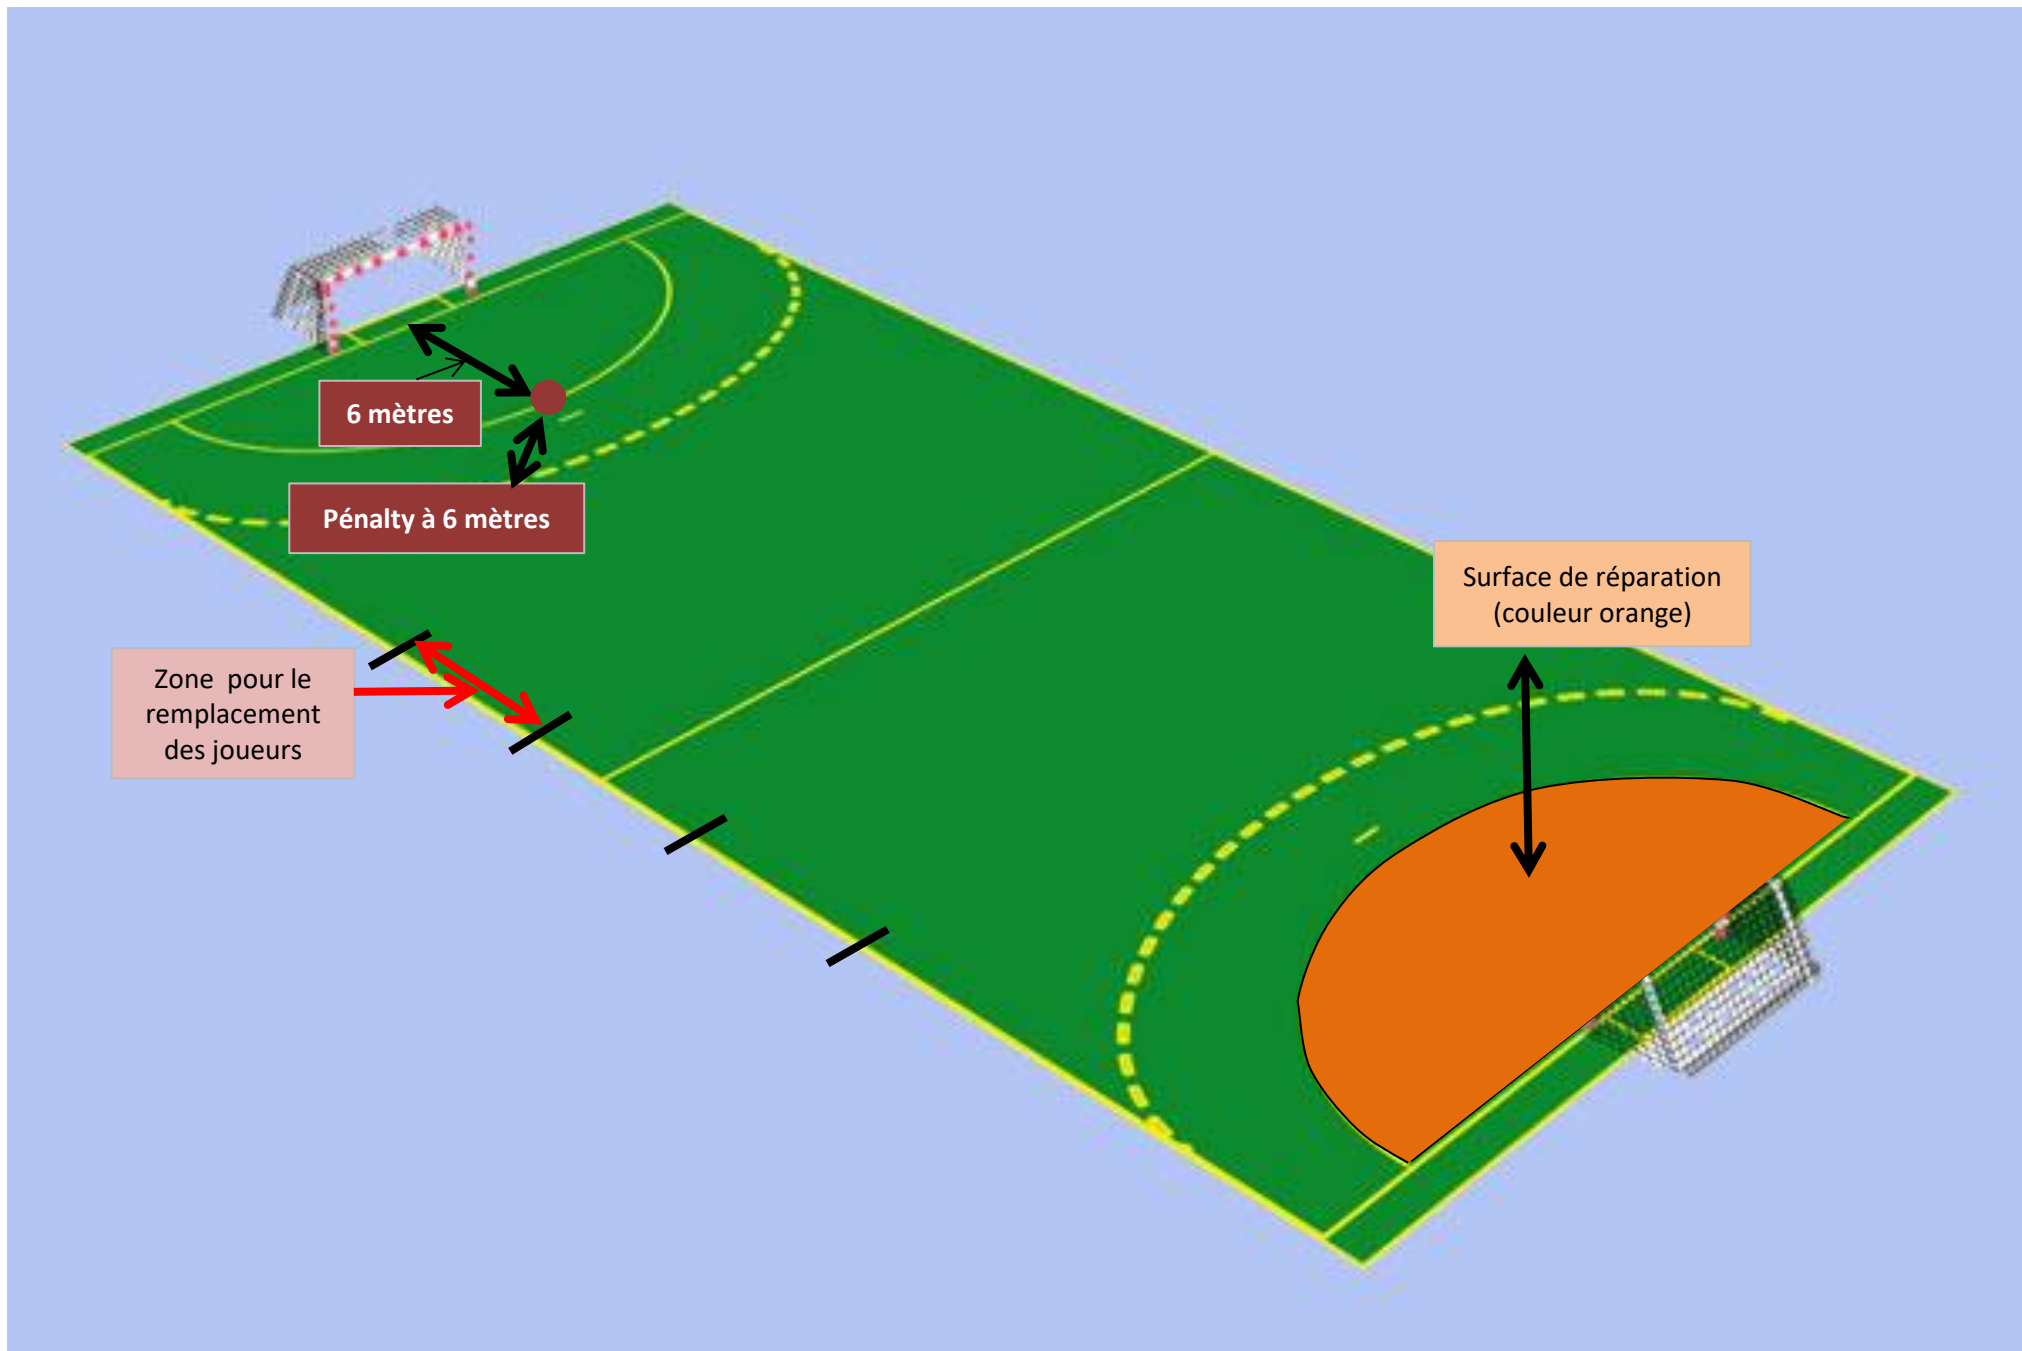 6 mètres
Pénalty à 6 mètres
Surface de réparation
(couleur orange)
Zone  pour le
remplacement
des joueurs